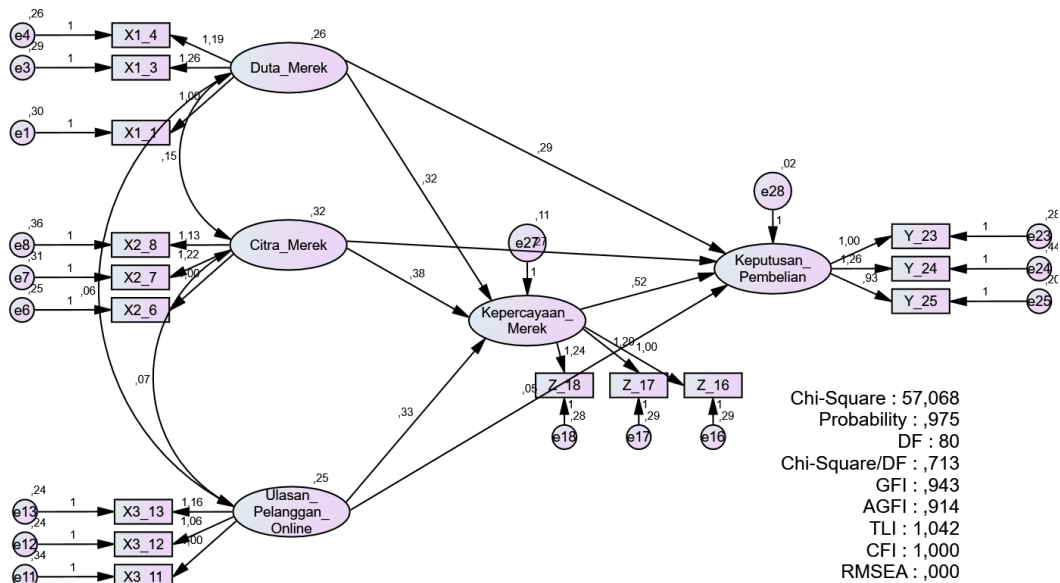 ,26
e4 1 X1_4
1,19
,29
e3 1 X1_3
1,26
,26
Duta_Merek
,30
e1 1 X1_1
1,00
,15
,29
,32
,02
e28
1
,36
e8 1 X2_8
1,13
,31
e7 1 X2_7
1,22
,25
e6 1 X2_6
1,00
,32
Citra_Merek
,06
,11
e27
,27
1
,38
,52
Keputusan_
Pembelian
1,00
Y_23 1 e23
,28
1,26
Y_24 1 e24
,44
,93
Y_25 1 e25
,20
Kepercayaan_
Merek
1,24
1,20
1,00
Z_18 Z_17 Z_16
1 1 1
,28 ,29 ,29
e18 e17 e16
,07
,33
,05
,25
Ulasan_
Pelanggan_
Online
,24
e13 1 X3_13
1,16
,24
e12 1 X3_12
1,06
,34
e11 1 X3_11
1,00
Chi-Square : 57,068
Probability : ,975
DF : 80
Chi-Square/DF : ,713
GFI : ,943
AGFI : ,914
TLI : 1,042
CFI : 1,000
RMSEA : ,000